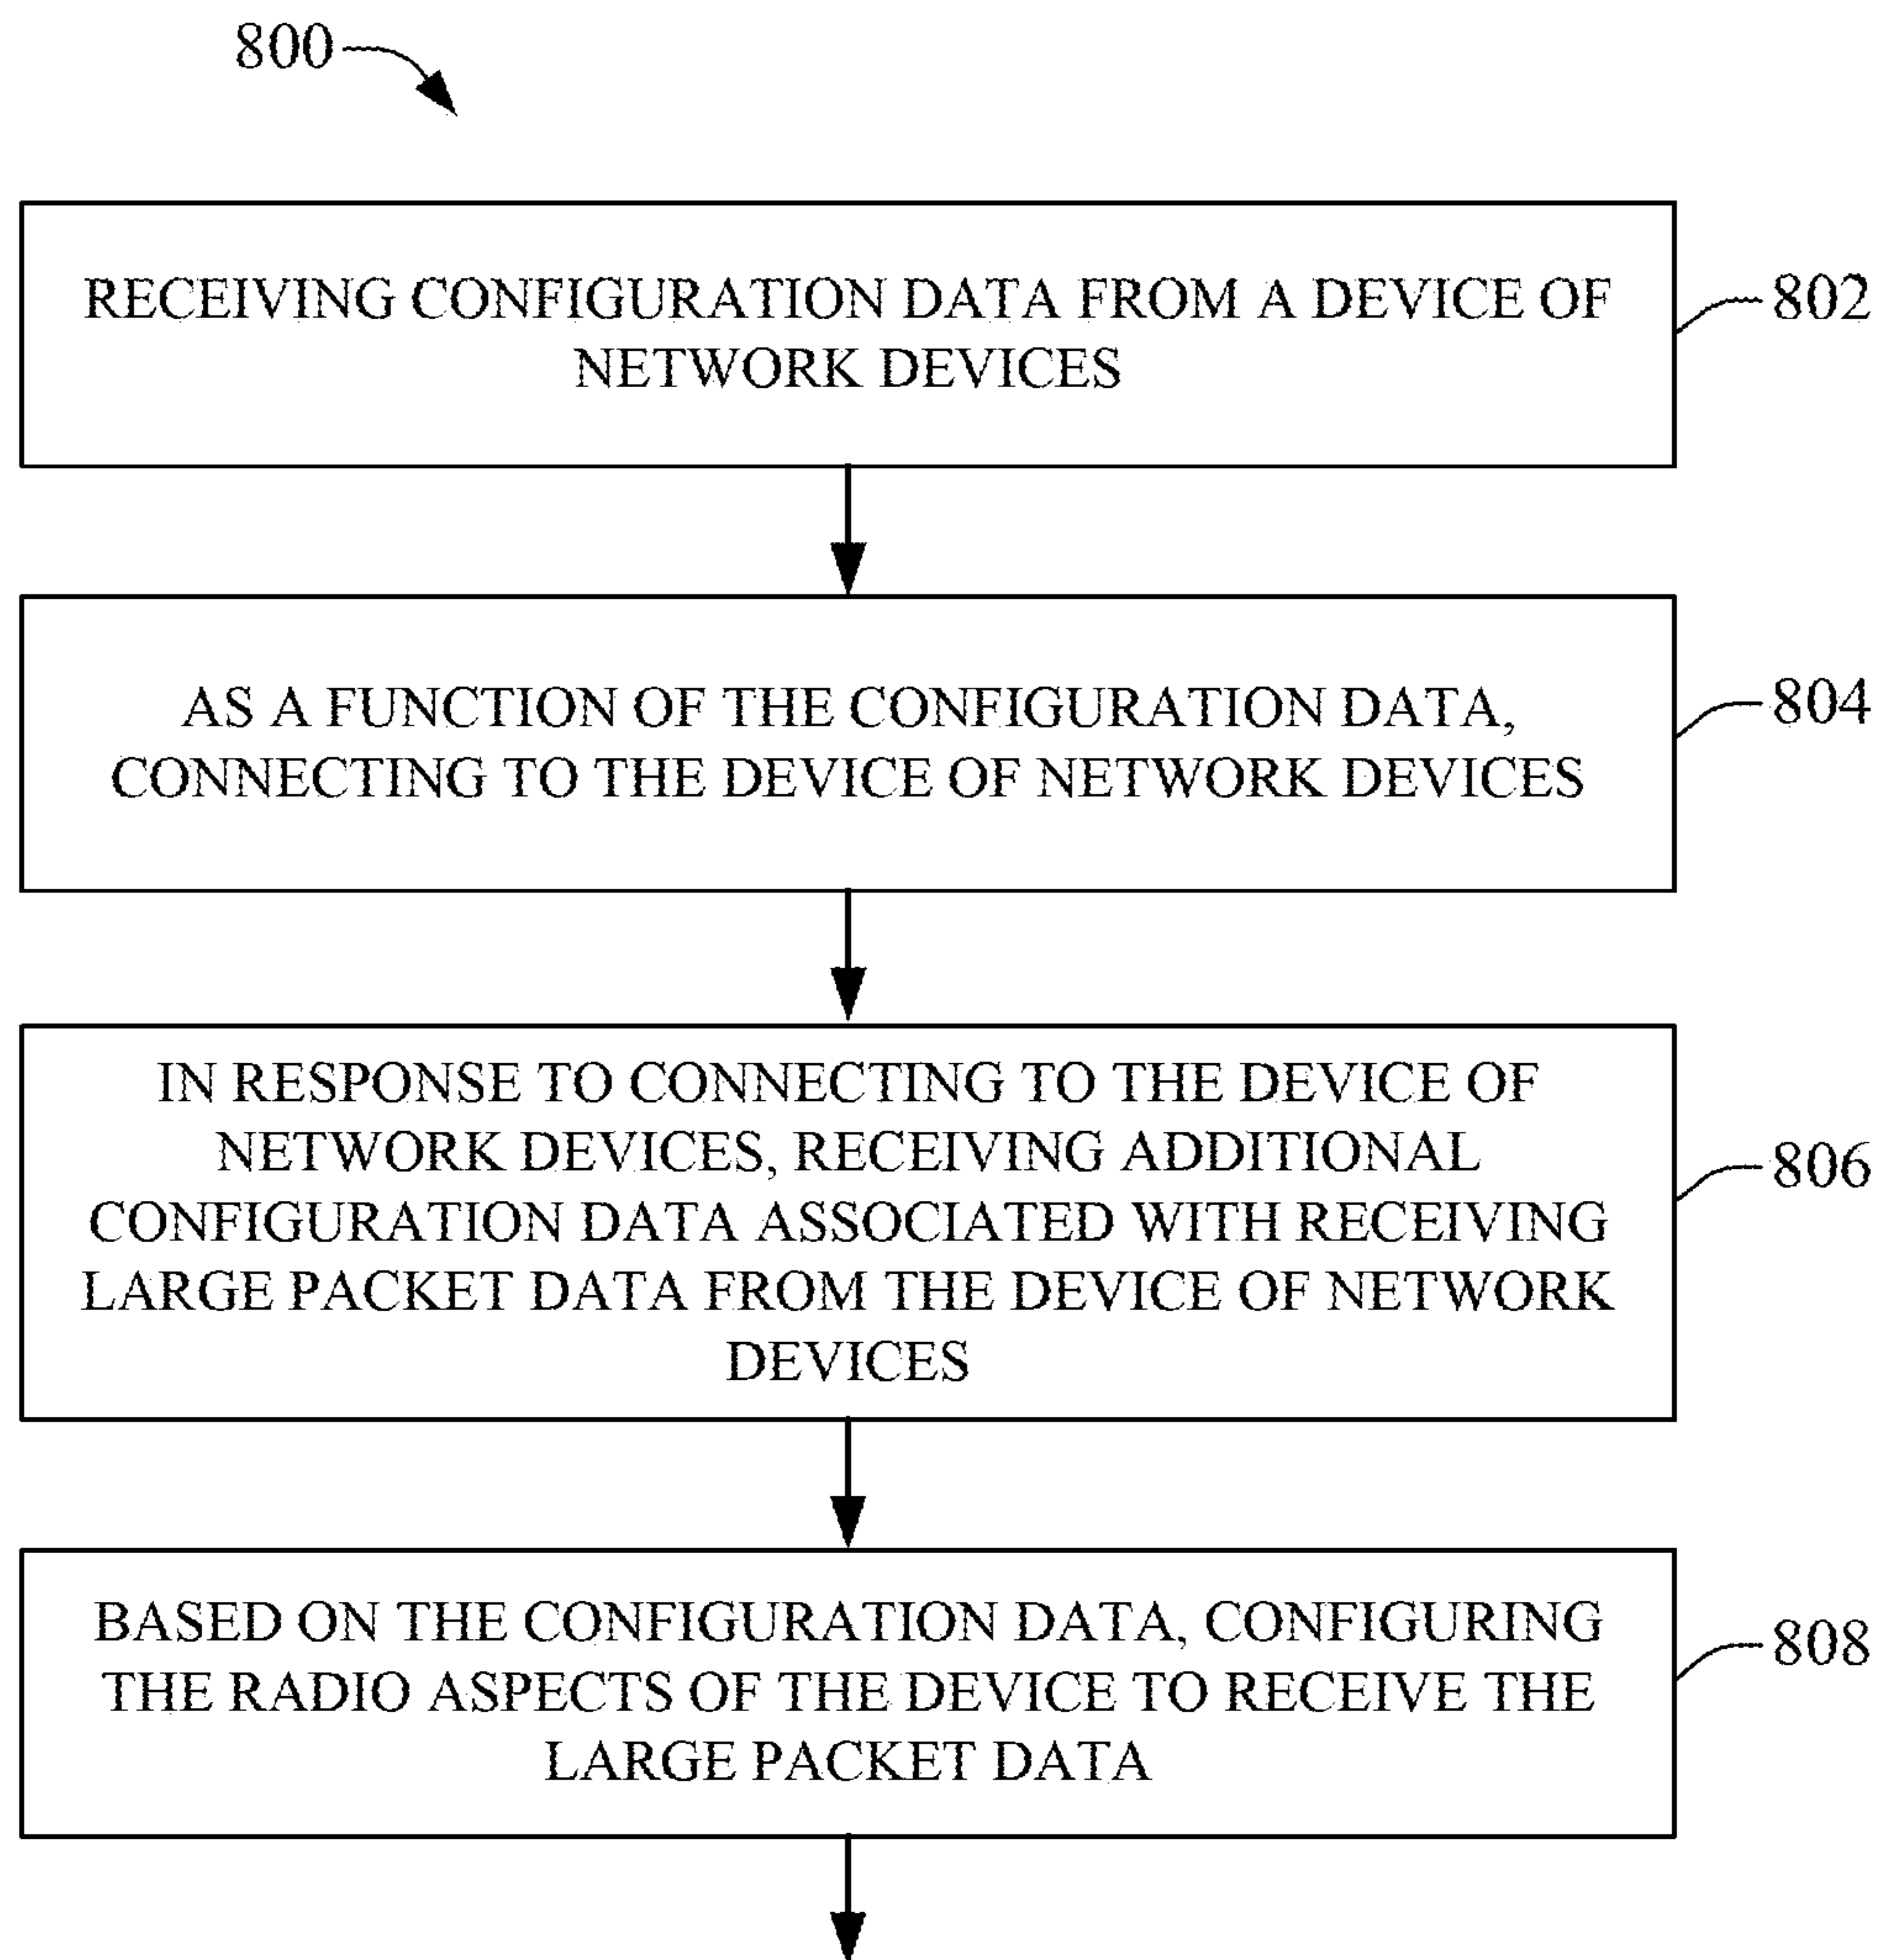 800
RECEIVING CONFIGURATION DATA FROM A DEVICE OF
NETWORK DEVICES
802
AS A FUNCTION OF THE CONFIGURATION DATA,
CONNECTING TO THE DEVICE OF NETWORK DEVICES
804
IN RESPONSE TO CONNECTING TO THE DEVICE OF
NETWORK DEVICES, RECEIVING ADDITIONAL
CONFIGURATION DATA ASSOCIATED WITH RECEIVING
LARGE PACKET DATA FROM THE DEVICE OF NETWORK
DEVICES
806
BASED ON THE CONFIGURATION DATA, CONFIGURING
THE RADIO ASPECTS OF THE DEVICE TO RECEIVE THE
LARGE PACKET DATA
808